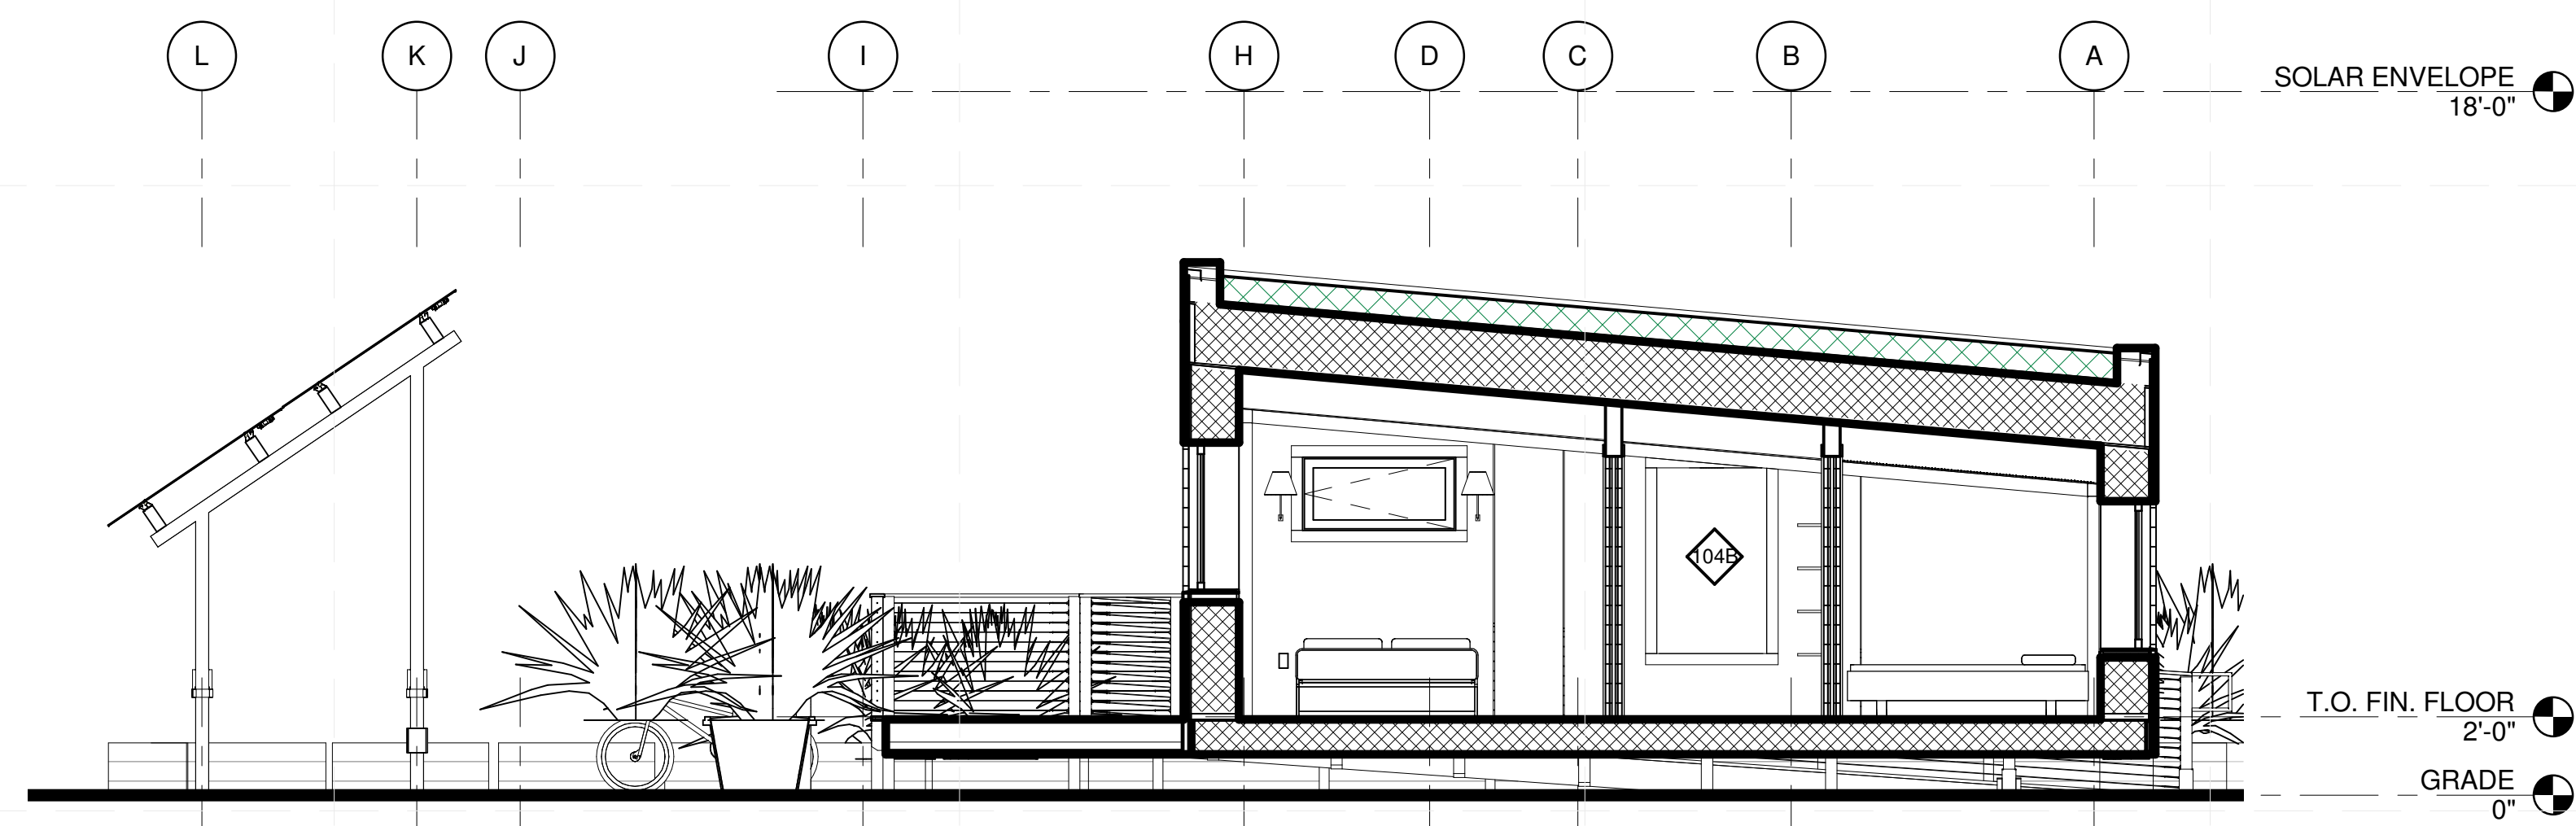 L K J I H D C B A
SOLAR ENVELOPE
18'-0"
104B
T.O. FIN. FLOOR
2'-0"
GRADE
0"